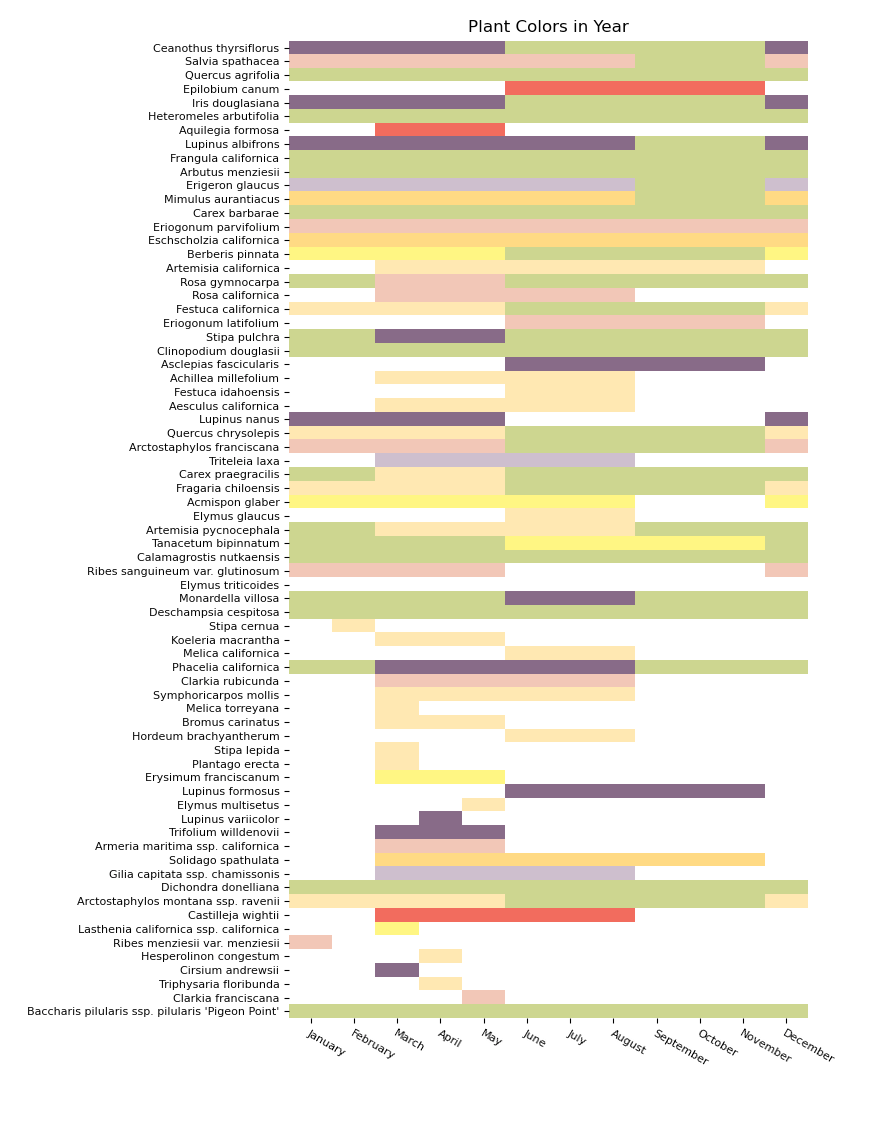 Plant Colors in Year
Ceanothus thyrsiflorus
Salvia spathacea
Quercus agrifolia
Epilobium canum
Iris douglasiana
Heteromeles arbutifolia
Aquilegia formosa
Lupinus albifrons
Frangula californica
Arbutus menziesii
Erigeron glaucus
Mimulus aurantiacus
Carex barbarae
Eriogonum parvifolium
Eschscholzia californica
Berberis pinnata
Artemisia californica
Rosa gymnocarpa
Rosa californica
Festuca californica
Eriogonum latifolium
Stipa pulchra
Clinopodium douglasii
Asclepias fascicularis
Achillea millefolium
Festuca idahoensis
Aesculus californica
Lupinus nanus
Quercus chrysolepis
Arctostaphylos franciscana
Triteleia laxa
Carex praegracilis
Fragaria chiloensis
Acmispon glaber
Elymus glaucus
Artemisia pycnocephala
Tanacetum bipinnatum
Calamagrostis nutkaensis
Ribes sanguineum var. glutinosum
Elymus triticoides
Monardella villosa
Deschampsia cespitosa
Stipa cernua
Koeleria macrantha
Melica californica
Phacelia californica
Clarkia rubicunda
Symphoricarpos mollis
Melica torreyana
Bromus carinatus
Hordeum brachyantherum
Stipa lepida
Plantago erecta
Erysimum franciscanum
Lupinus formosus
Elymus multisetus
Lupinus variicolor
Trifolium willdenovii
Armeria maritima ssp. californica
Solidago spathulata
Gilia capitata ssp. chamissonis
Dichondra donelliana
Arctostaphylos montana ssp. ravenii
Castilleja wightii
Lasthenia californica ssp. californica
Ribes menziesii var. menziesii
Hesperolinon congestum
Cirsium andrewsii
Triphysaria floribunda
Clarkia franciscana
Baccharis pilularis ssp. pilularis 'Pigeon Point'
January
February
March
April
May
June
July
August
September
October
November
December